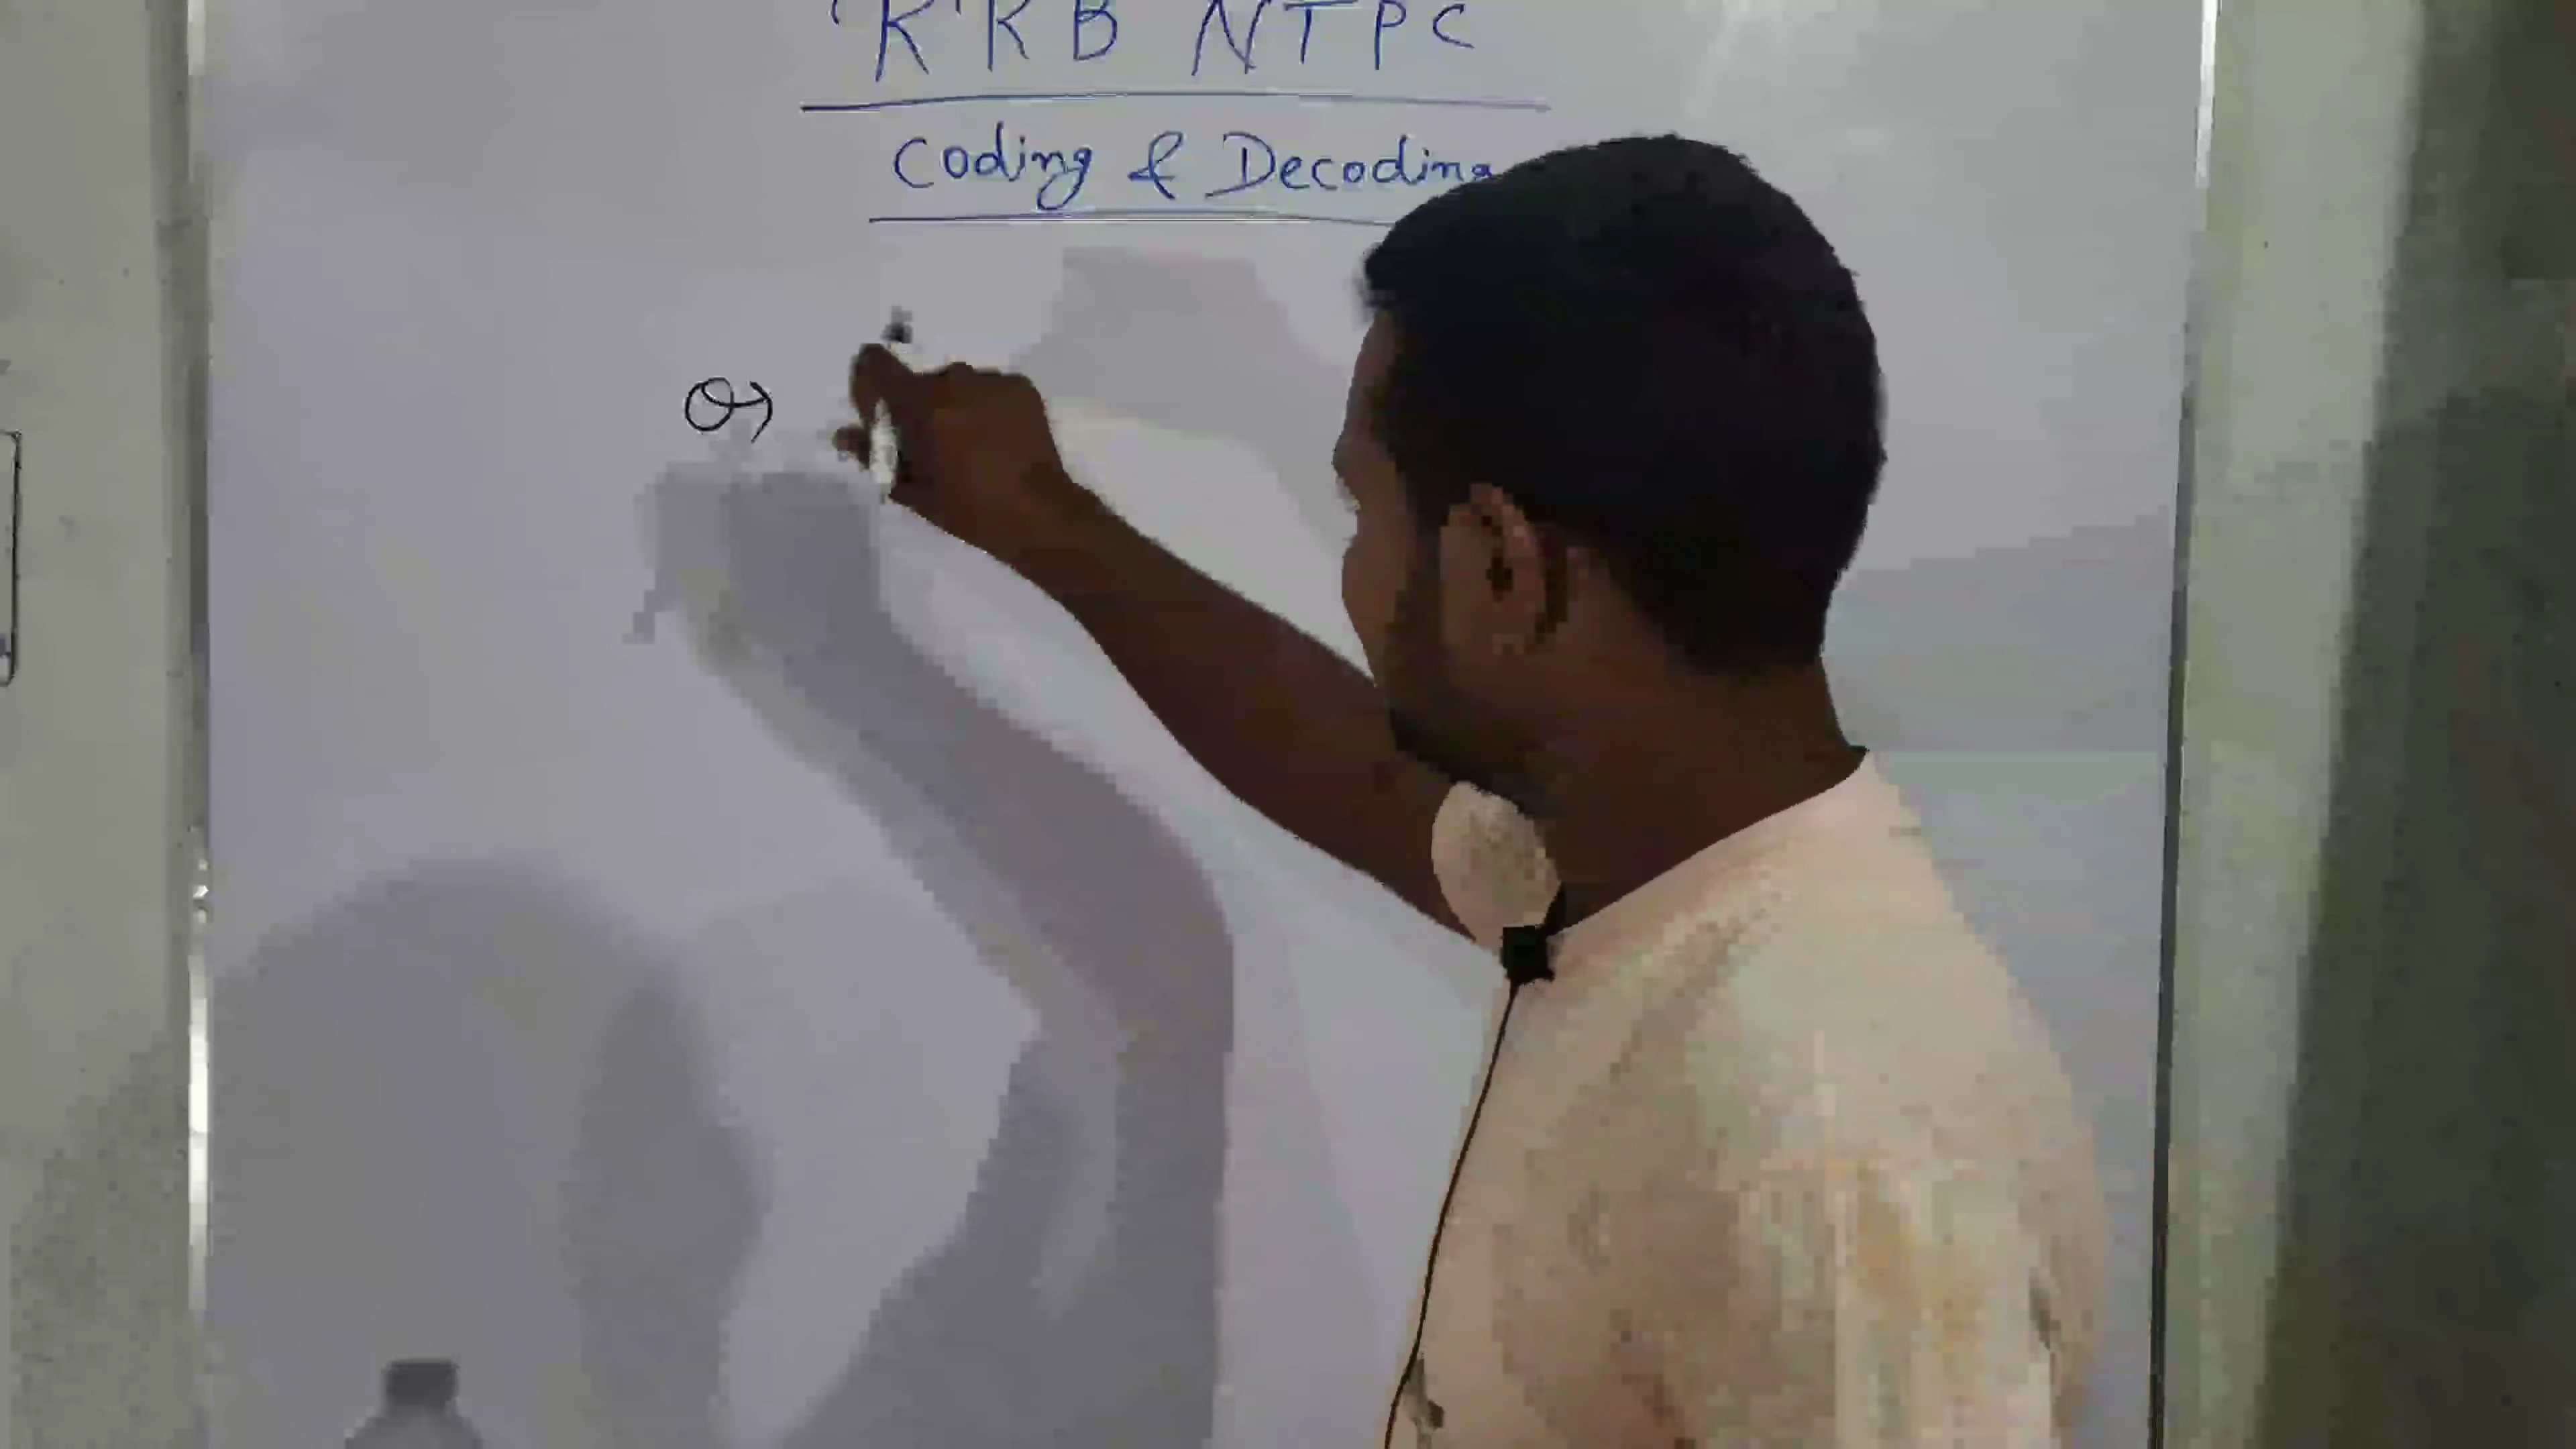 RRB NTPC
Coding & Decoding
Q→